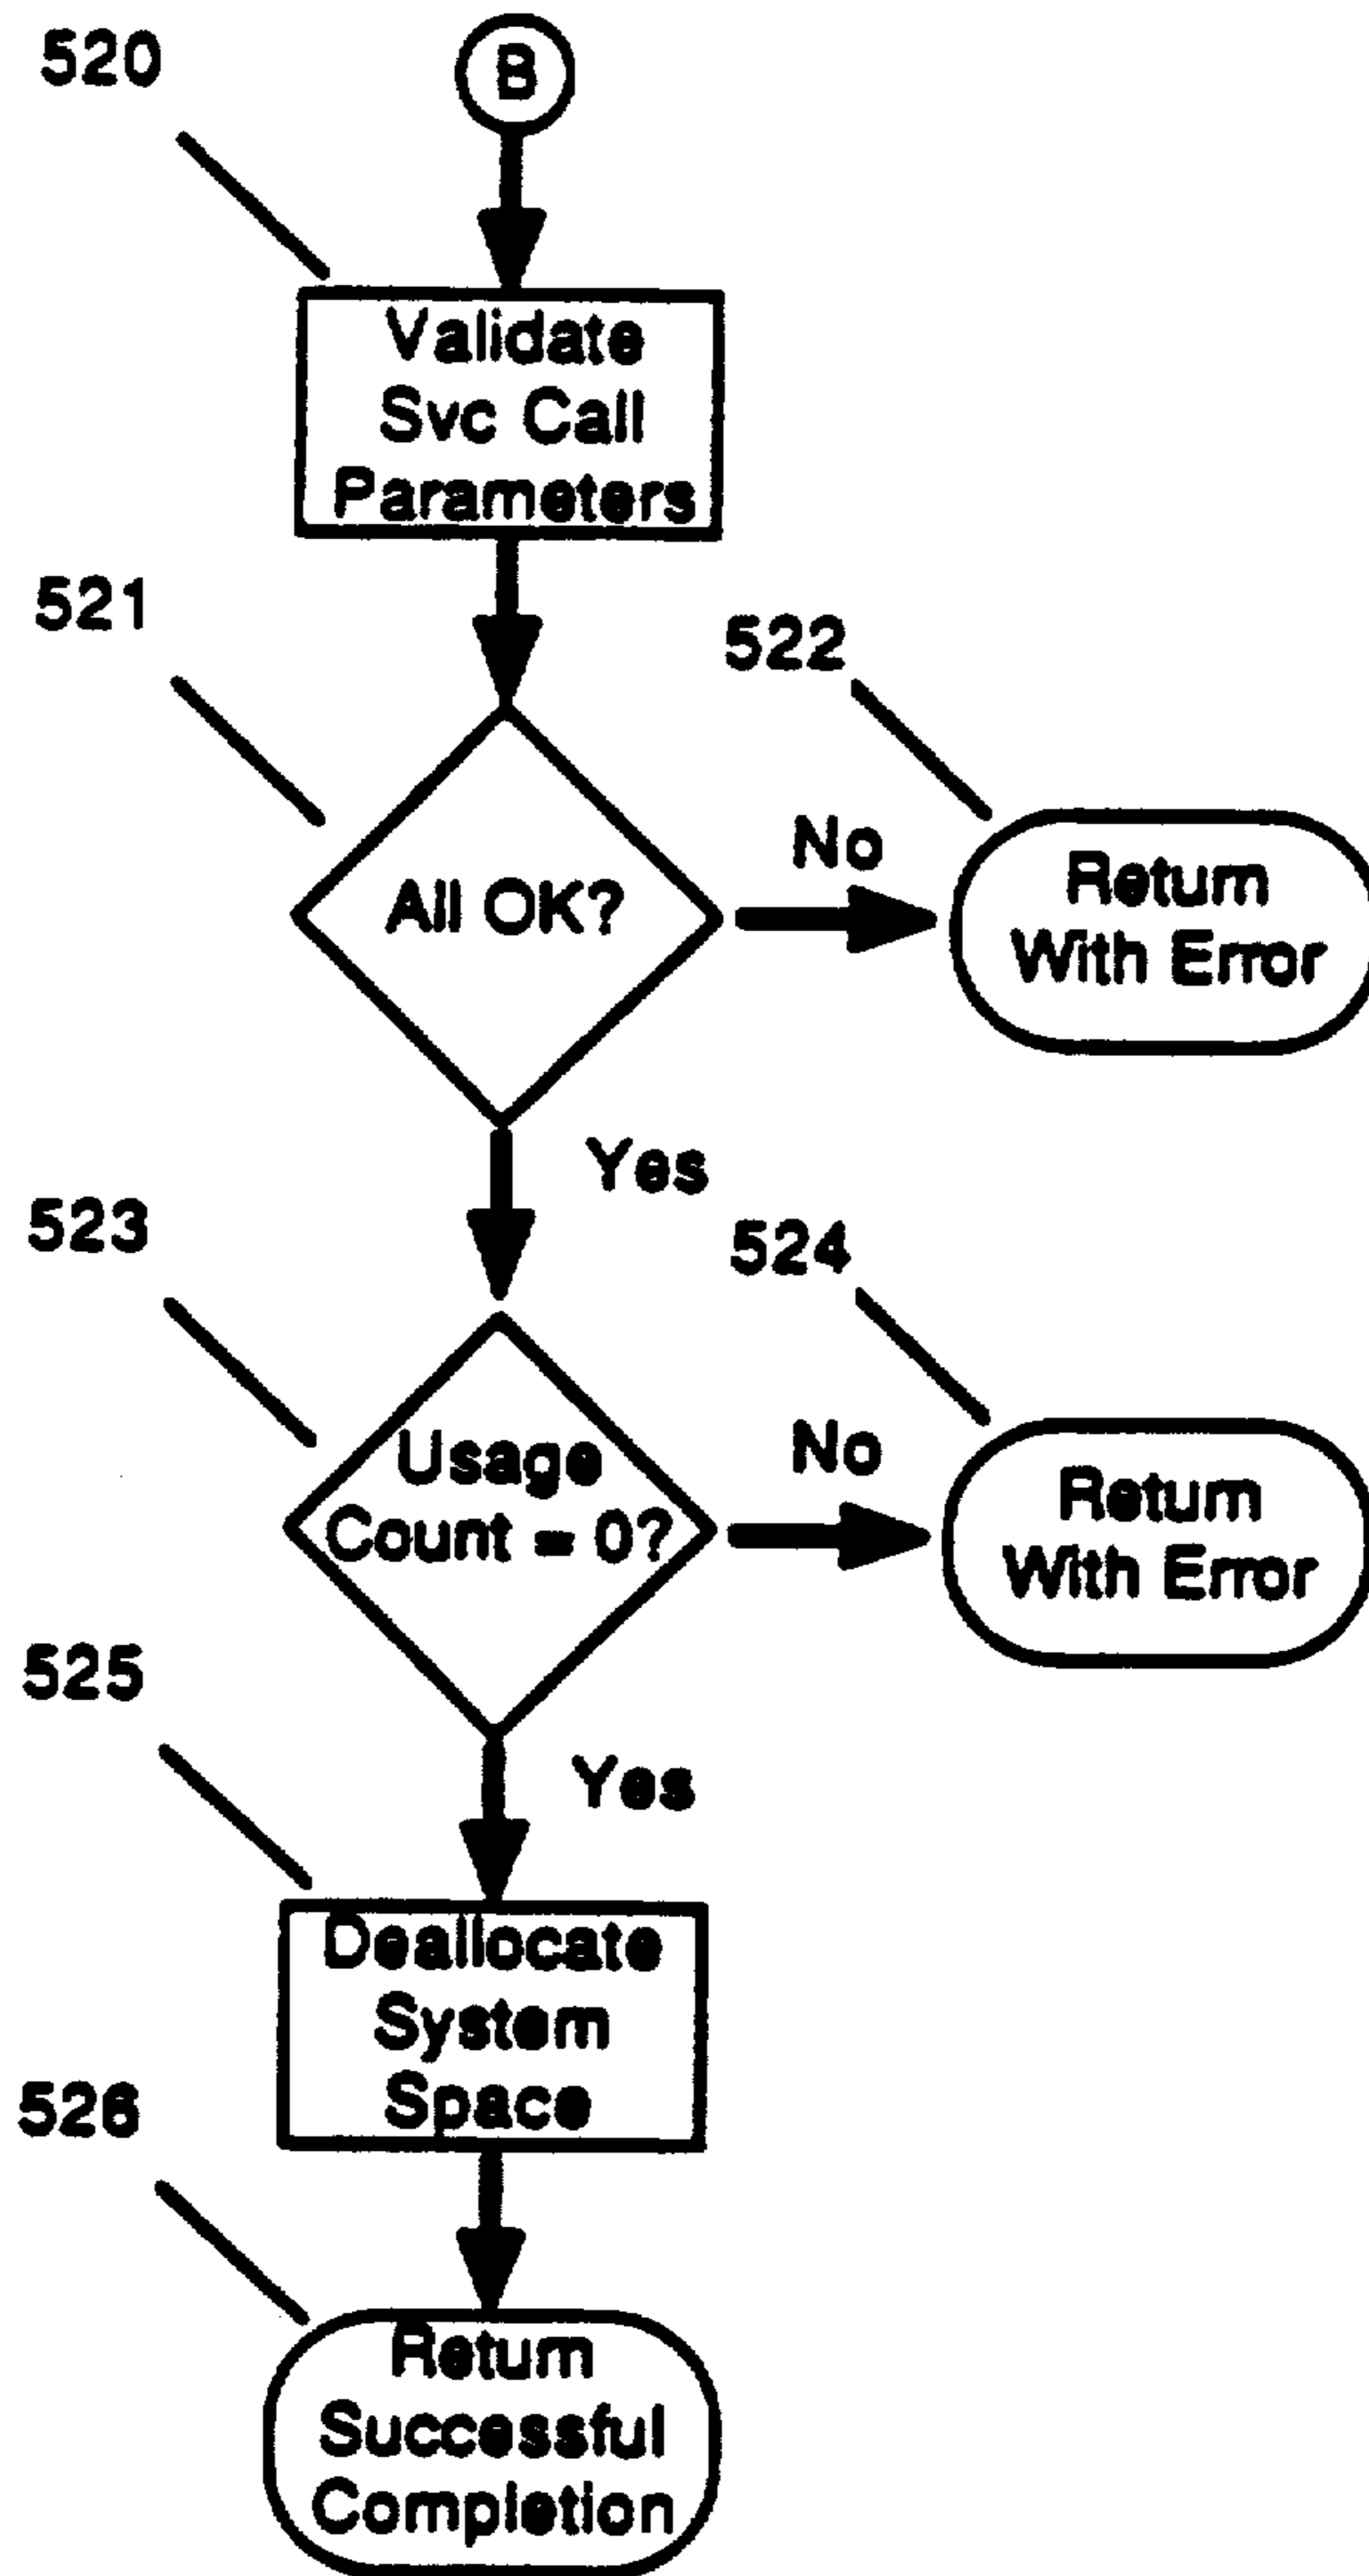 520
B
Validate
Svc Call
Parameters
521
522
All OK?
No
Return
With Error
Yes
523
524
Usage
Count = 0?
No
Return
With Error
525
Yes
Deallocate
System
Space
526
Return
Successful
Completion